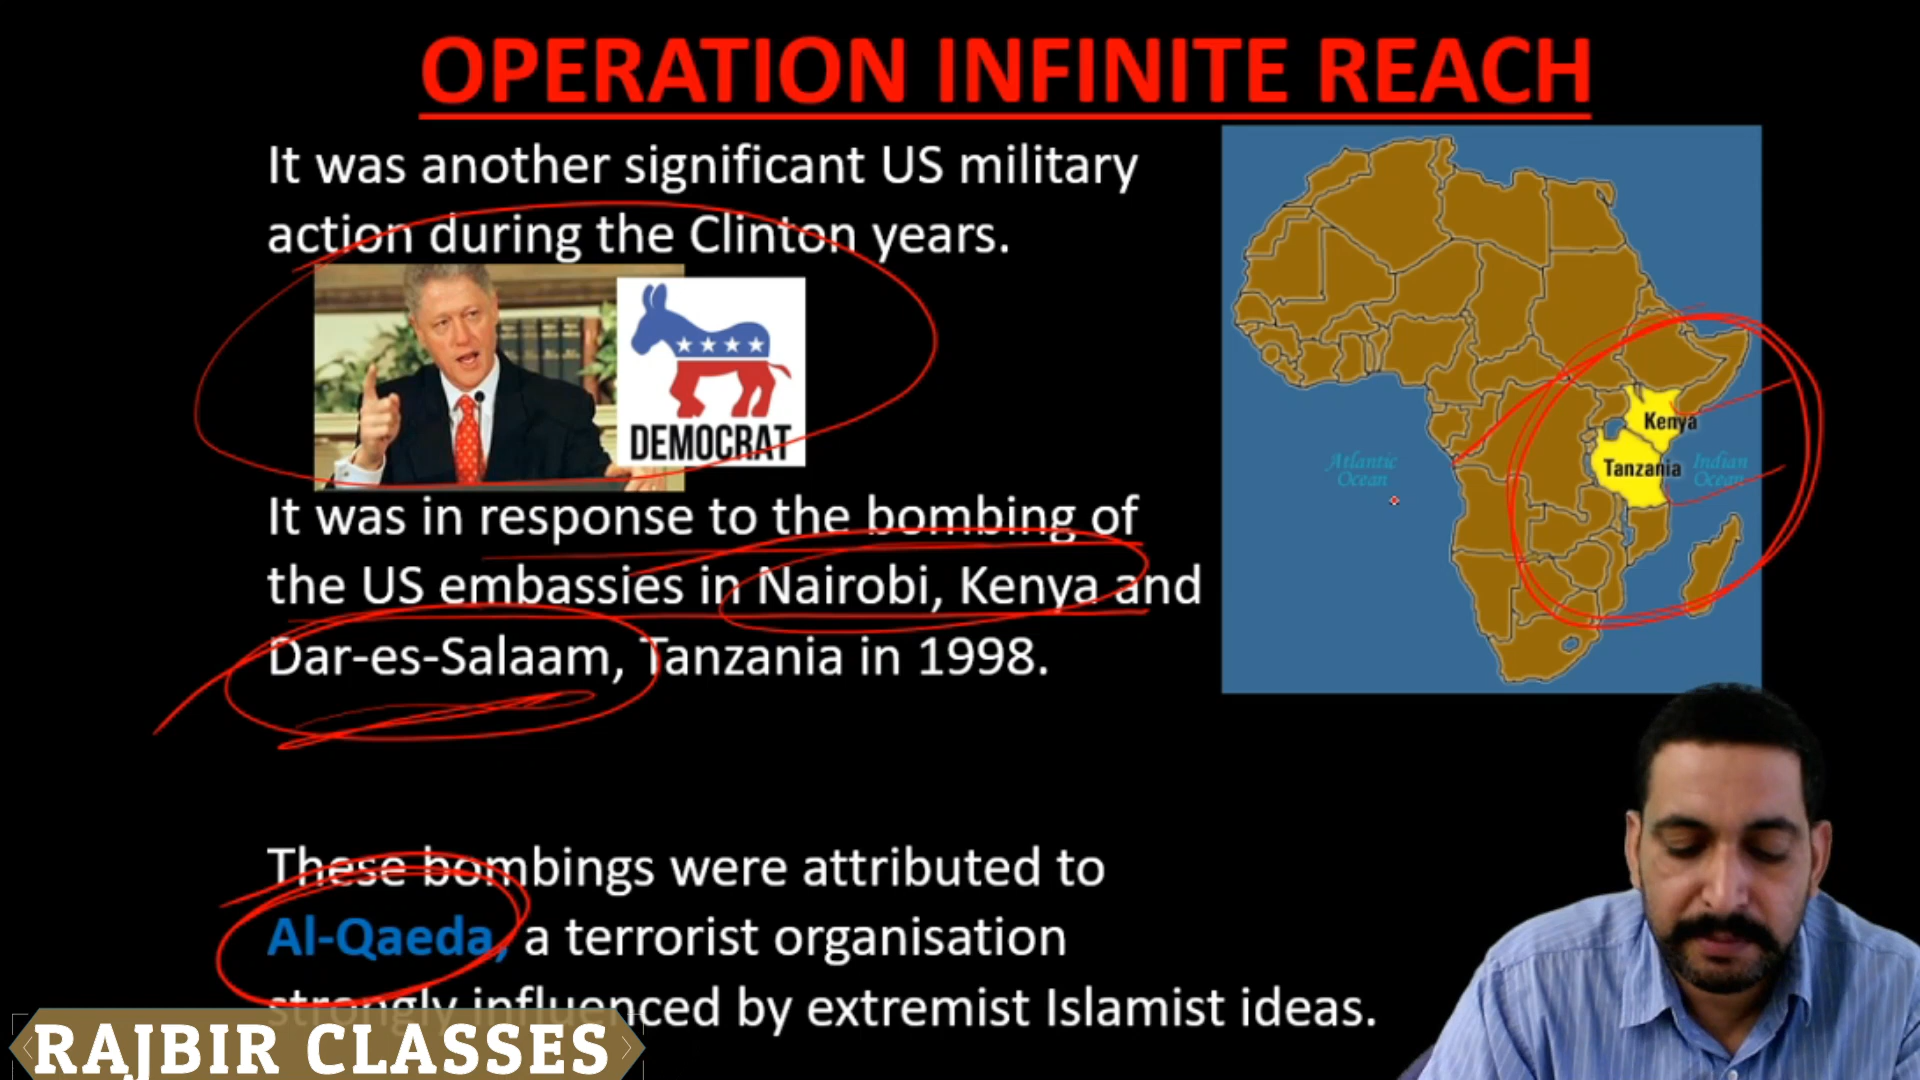 OPERATION INFINITE REACH
It was another significant US military
action during the Clinton years.
DEMOCRAT
It was in response to the bombing of
the US embassies in Nairobi, Kenya and
Dar-es-Salaam, Tanzania in 1998.
Kenya
Tanzania
Atlantic
Ocean
Indian
Ocean
These bombings were attributed to
Al-Qaeda, a terrorist organisation
strongly influenced by extremist Islamist ideas.
RAJBIR CLASSES